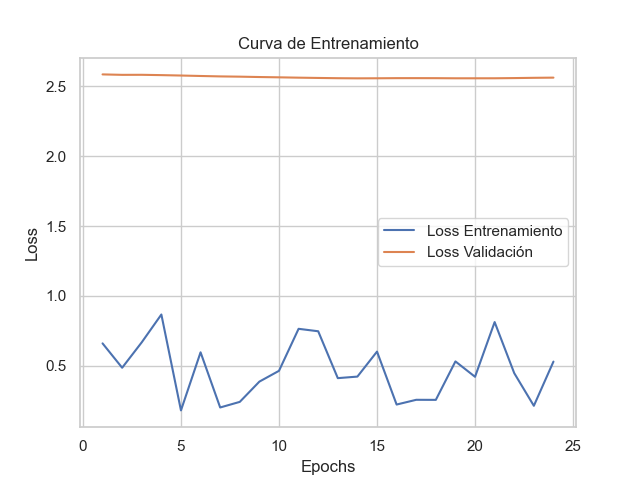 Curva de Entrenamiento
Loss
2.5
2.0
1.5
1.0
0.5
Loss Entrenamiento
Loss Validación
0 5 10 15 20 25
Epochs